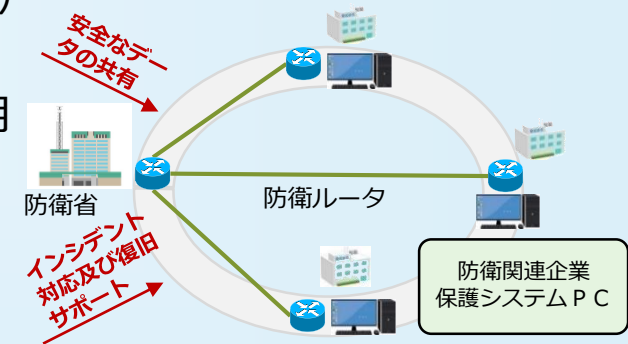 り
安全なデー
タの共有
用
防衛省
防衛ルータ
インシデント
対応及び復旧
サポート
防衛関連企業
保護システムＰＣ